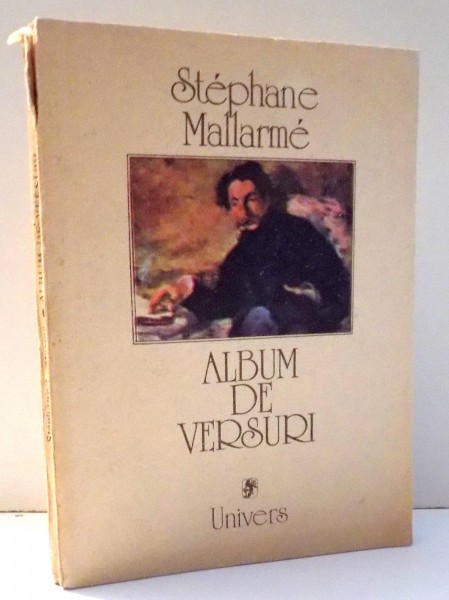 Stéphane
Mallarmé
ALBUM
DE
VERSURI
Univers